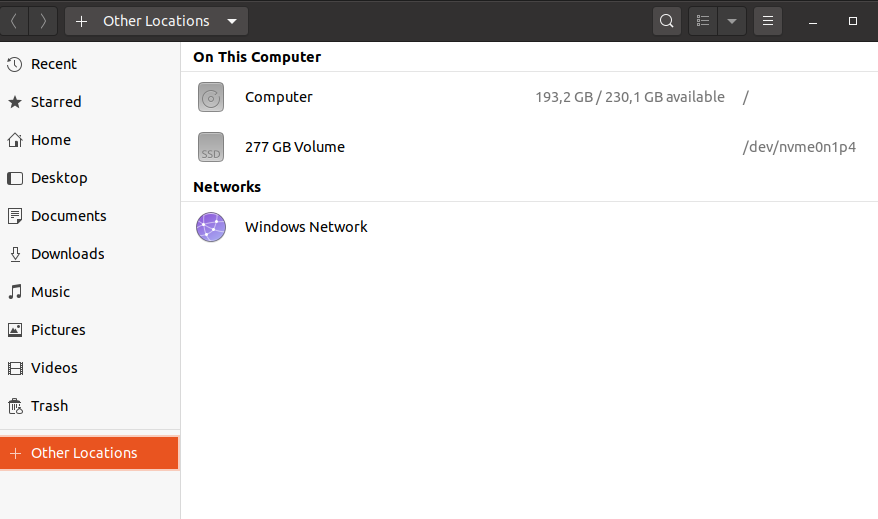 Other Locations
Recent
Starred
Home
Desktop
Documents
Downloads
Music
Pictures
Videos
Trash
Other Locations
On This Computer
Computer 193,2 GB / 230,1 GB available /
SSD 277 GB Volume /dev/nvme0n1p4
Networks
Windows Network